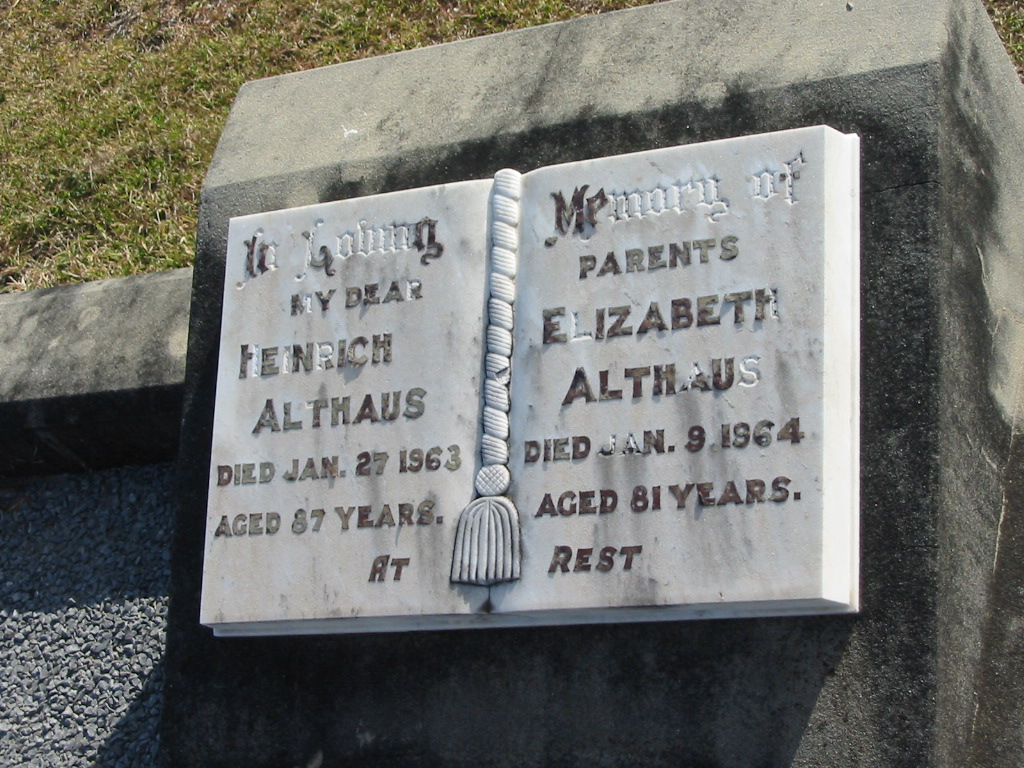 In Loving Memory of
MY DEAR PARENTS
HEINRICH
ALTHAUS
DIED JAN. 27 1963
AGED 87 YEARS.
ELIZABETH
ALTHAUS
DIED JAN. 9. 1964
AGED 81 YEARS.
AT REST